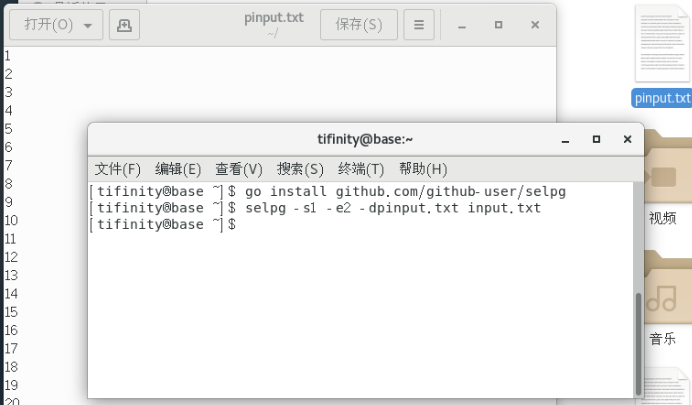 打开(O)
pinput.txt
~/
保存(S)
1
2
3
4
5
6
7
8
9
10
11
12
13
14
15
16
17
18
19
20
tifinity@base:~
文件(F) 编辑(E) 查看(V) 搜索(S) 终端(T) 帮助(H)
[tifinity@base ~]$ go install github.com/github-user/selpg
[tifinity@base ~]$ selpg -s1 -e2 -dpinput.txt input.txt
[tifinity@base ~]$
pinput.txt
视频
音乐